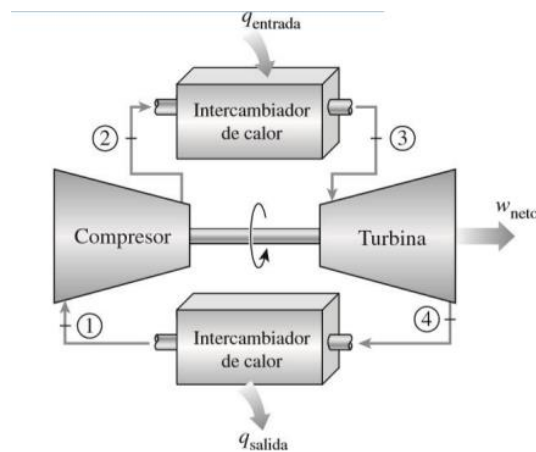 q entrada
Intercambiador
de calor
②
③
Compresor
Turbina
w neto
①
Intercambiador
de calor
④
q salida